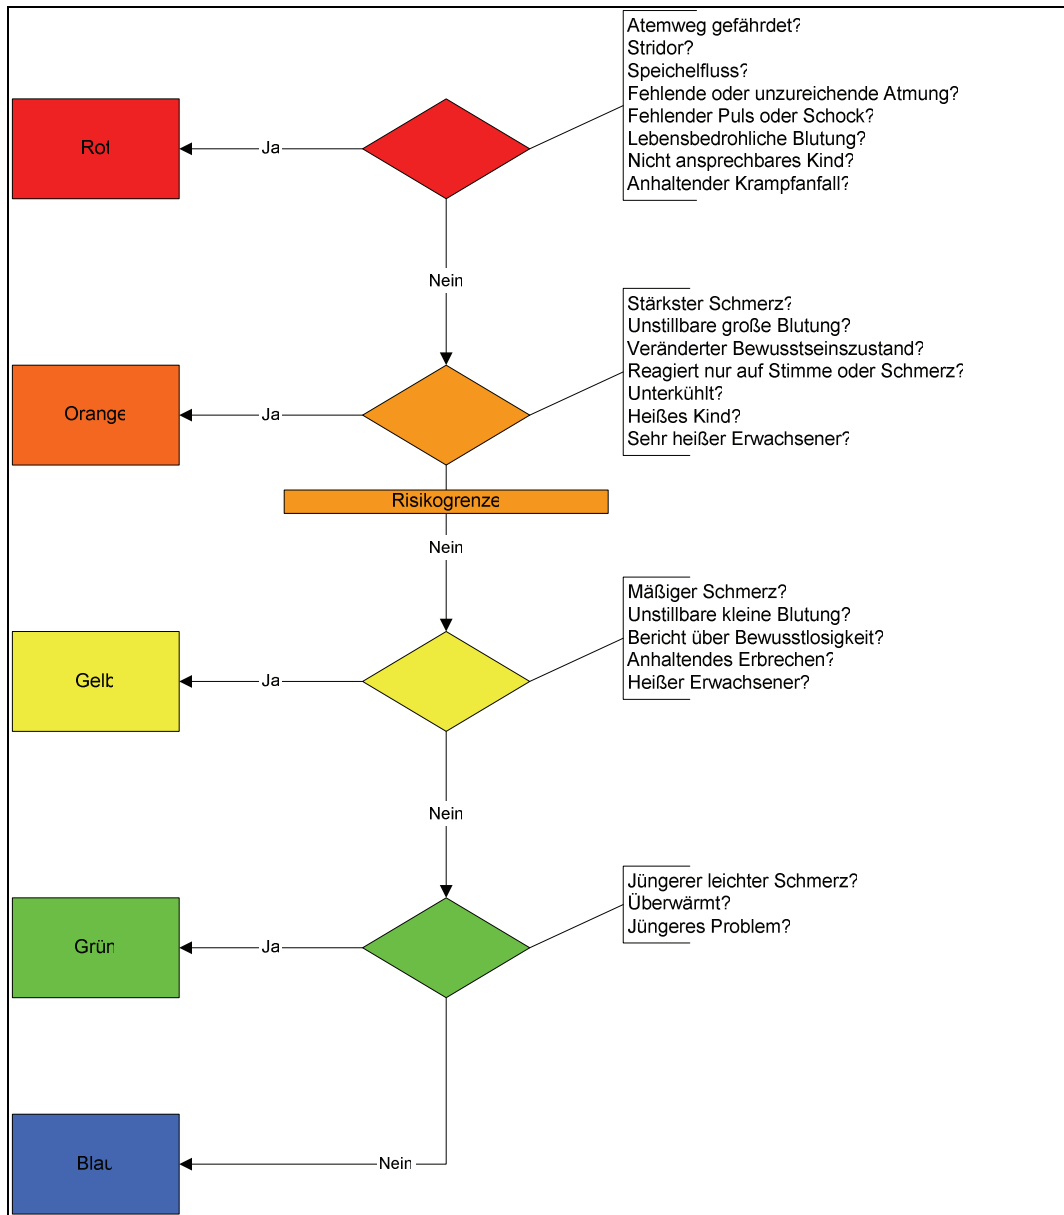 Atemweg gefährdet?
Stridor?
Speichelfluss?
Fehlende oder unzureichende Atmung?
Fehlender Puls oder Schock?
Lebensbedrohliche Blutung?
Nicht ansprechbares Kind?
Anhaltender Krampfanfall?
Rot
Ja
Nein
Stärkster Schmerz?
Unstillbare große Blutung?
Veränderter Bewusstseinszustand?
Reagiert nur auf Stimme oder Schmerz?
Unterkühlt?
Heißes Kind?
Sehr heißer Erwachsener?
Orange
Ja
Risikogrenze
Nein
Mäßiger Schmerz?
Unstillbare kleine Blutung?
Bericht über Bewusstlosigkeit?
Anhaltendes Erbrechen?
Heißer Erwachsener?
Gelb
Ja
Nein
Jüngerer leichter Schmerz?
Überwärmt?
Jüngeres Problem?
Grün
Ja
Blau
Nein